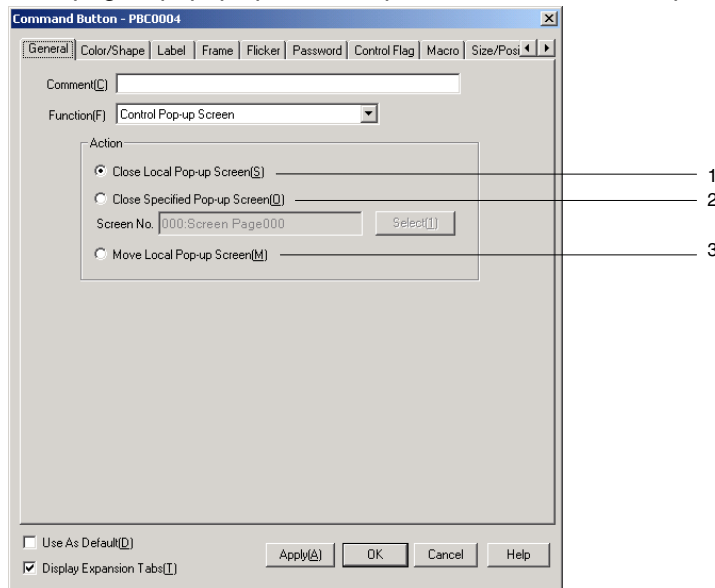 Command Button - PBC0004
General Color/Shape Label Frame Flicker Password Control Flag Macro Size/Posi
Comment(C)
Function(F) Control Pop-up Screen
Action
Close Local Pop-up Screen(S) 1
Close Specified Pop-up Screen(O) 2
Screen No. 000:Screen Page000 Select(1)
Move Local Pop-up Screen(M) 3
Use As Default(D)
Display Expansion Tabs(T)
Apply(A) OK Cancel Help